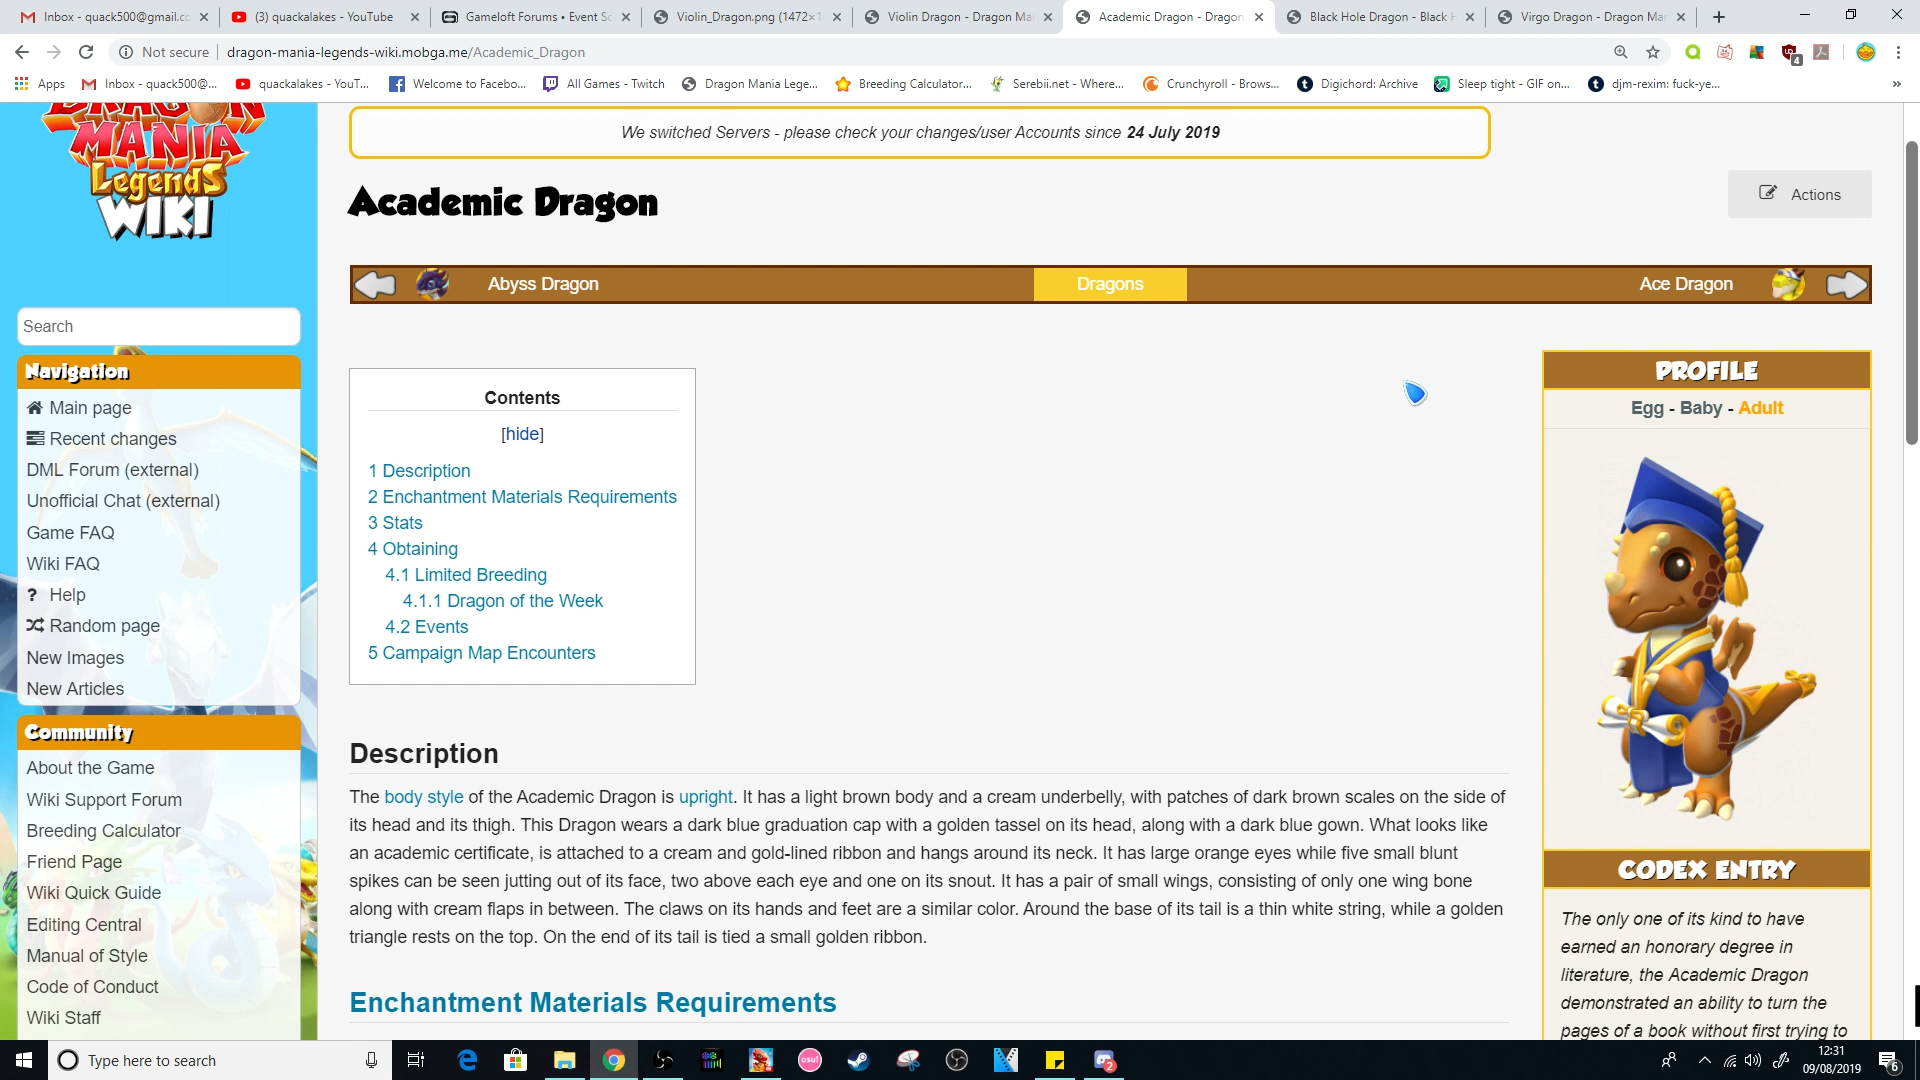 Inbox - quack500@gmail.cc
(3) quackalakes - YouTube
Gameloft Forums • Event Sc
Violin_Dragon.png (1472×1
Violin Dragon - Dragon Ma
Academic Dragon - Dragon
Black Hole Dragon - Black H
Virgo Dragon - Dragon Ma
Not secure
dragon-mania-legends-wiki.mobga.me/Academic_Dragon
4
Apps
Inbox - quack500@...
quackalakes - YouT...
Welcome to Facebo...
All Games - Twitch
Dragon Mania Lege...
Breeding Calculator...
Serebii.net - Where...
Crunchyroll - Brows...
Digichord: Archive
Sleep tight - GIF on...
djm-rexim: fuck-ye...
»
DRAGON
MANIA
LegendS
WIKI
We switched Servers - please check your changes/user Accounts since 24 July 2019
Academic Dragon
Actions
Abyss Dragon
Dragons
Ace Dragon
Search
Navigation
Main page
Recent changes
DML Forum (external)
Unofficial Chat (external)
Game FAQ
Wiki FAQ
? Help
Random page
New Images
New Articles
Community
About the Game
Wiki Support Forum
Breeding Calculator
Friend Page
Wiki Quick Guide
Editing Central
Manual of Style
Code of Conduct
Wiki Staff
Contents
[hide]
1 Description
2 Enchantment Materials Requirements
3 Stats
4 Obtaining
4.1 Limited Breeding
4.1.1 Dragon of the Week
4.2 Events
5 Campaign Map Encounters
Description
The body style of the Academic Dragon is upright. It has a light brown body and a cream underbelly, with patches of dark brown scales on the side of
its head and its thigh. This Dragon wears a dark blue graduation cap with a golden tassel on its head, along with a dark blue gown. What looks like
an academic certificate, is attached to a cream and gold-lined ribbon and hangs around its neck. It has large orange eyes while five small blunt
spikes can be seen jutting out of its face, two above each eye and one on its snout. It has a pair of small wings, consisting of only one wing bone
along with cream flaps in between. The claws on its hands and feet are a similar color. Around the base of its tail is a thin white string, while a golden
triangle rests on the top. On the end of its tail is tied a small golden ribbon.
Enchantment Materials Requirements
PROFILE
Egg - Baby - Adult
CODEX ENTRY
The only one of its kind to have
earned an honorary degree in
literature, the Academic Dragon
demonstrated an ability to turn the
pages of a book without first trying to
Type here to search
osu!
2
12:31
09/08/2019
6